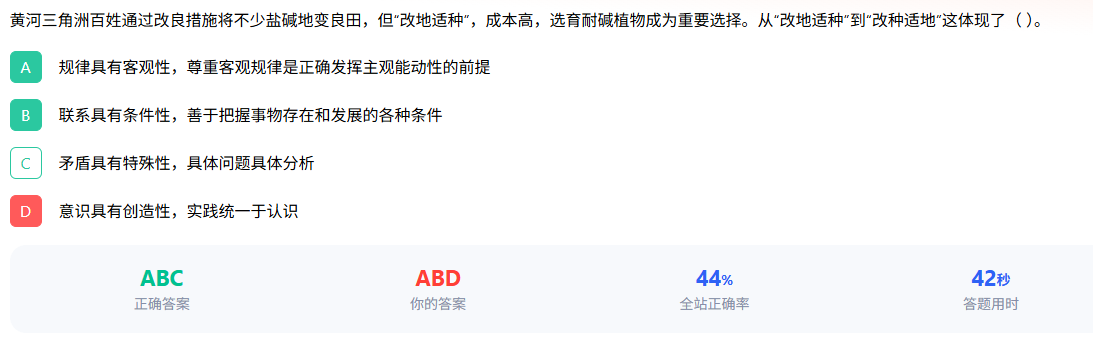 黄河三角洲百姓通过改良措施将不少盐碱地变良田，但“改地适种”，成本高，选育耐碱植物成为重要选择。从“改地适种”到“改种适地”这体现了（ )。
A 规律具有客观性，尊重客观规律是正确发挥主观能动性的前提
B 联系具有条件性，善于把握事物存在和发展的各种条件
C 矛盾具有特殊性，具体问题具体分析
D 意识具有创造性，实践统一于认识
ABC ABD 44% 42秒
正确答案 你的答案 全站正确率 答题用时